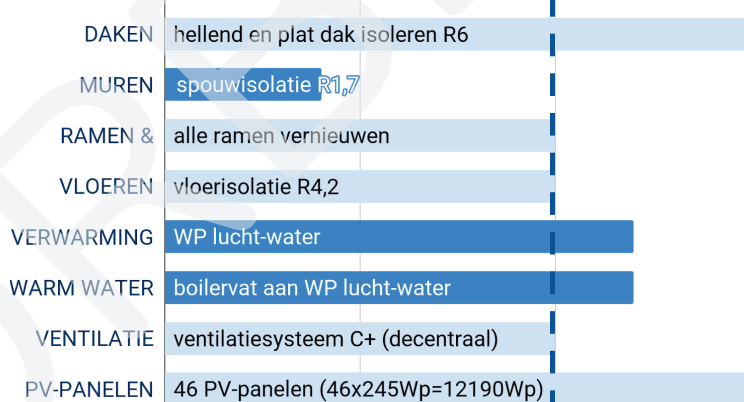 DAKEN hellend en plat dak isoleren R6
MUREN spouwisolatie R1,7
RAMEN & alle ramen vernieuwen
VLOEREN vloerisolatie R4,2
VERWARMING WP lucht-water
WARM WATER boilervat aan WP lucht-water
VENTILATIE ventilatiesysteem C+ (decentraal)
PV-PANELEN 46 PV-panelen (46x245Wp=12190Wp)